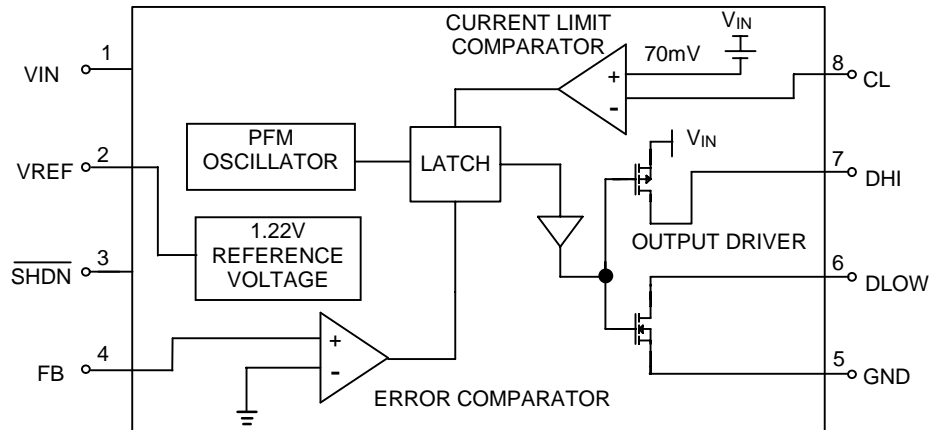 CURRENT LIMIT
COMPARATOR
VIN
70mV
1
VIN
8
CL
+
-
PFM
OSCILLATOR
LATCH
VIN
2
VREF
7
DHI
1.22V
REFERENCE
VOLTAGE
OUTPUT DRIVER
3
SHDN
6
DLOW
4
FB
+
-
5
GND
ERROR COMPARATOR